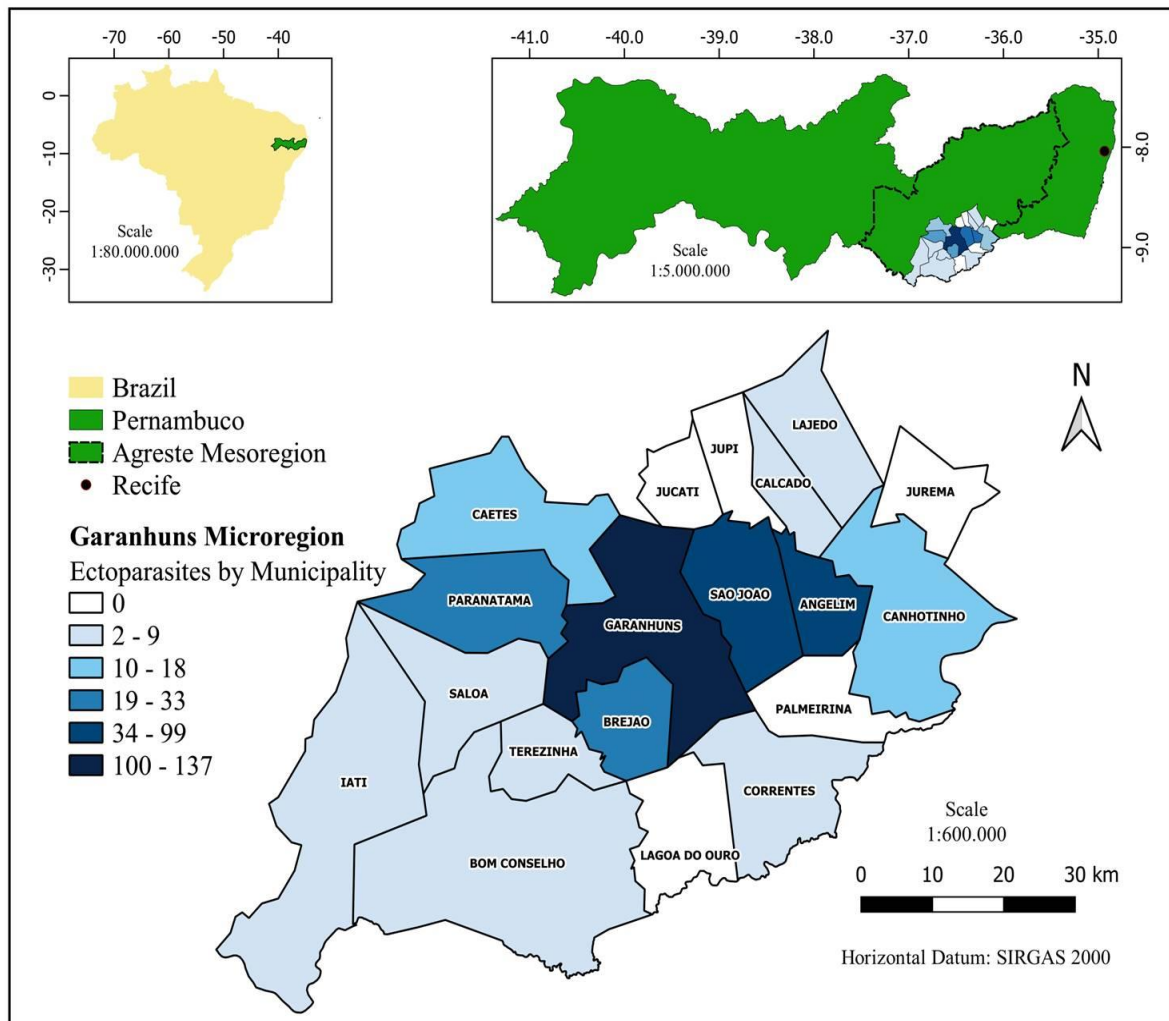 -70 -60 -50 -40
0
-10
-20
-30
Scale
1:80.000.000
-41.0 -40.0 -39.0 -38.0 -37.0 -36.0 -35.0
-8.0
-9.0
Scale
1:5.000.000
Brazil
Pernambuco
Agreste Mesoregion
Recife
Garanhuns Microregion
Ectoparasites by Municipality
0
2 - 9
10 - 18
19 - 33
34 - 99
100 - 137
N
LAJEDO
JUPI
CALCADO
JUCATI
JUREMA
CAETES
PARANATAMA
SAO JOAO
ANGELIM
GARANHUNS
CANHOTINHO
SALOA
PALMEIRINA
BREJAO
TEREZINHA
IATI
CORRENTES
LAGOA DO OURO
BOM CONSELHO
Scale
1:600.000
0 10 20 30 km
Horizontal Datum: SIRGAS 2000